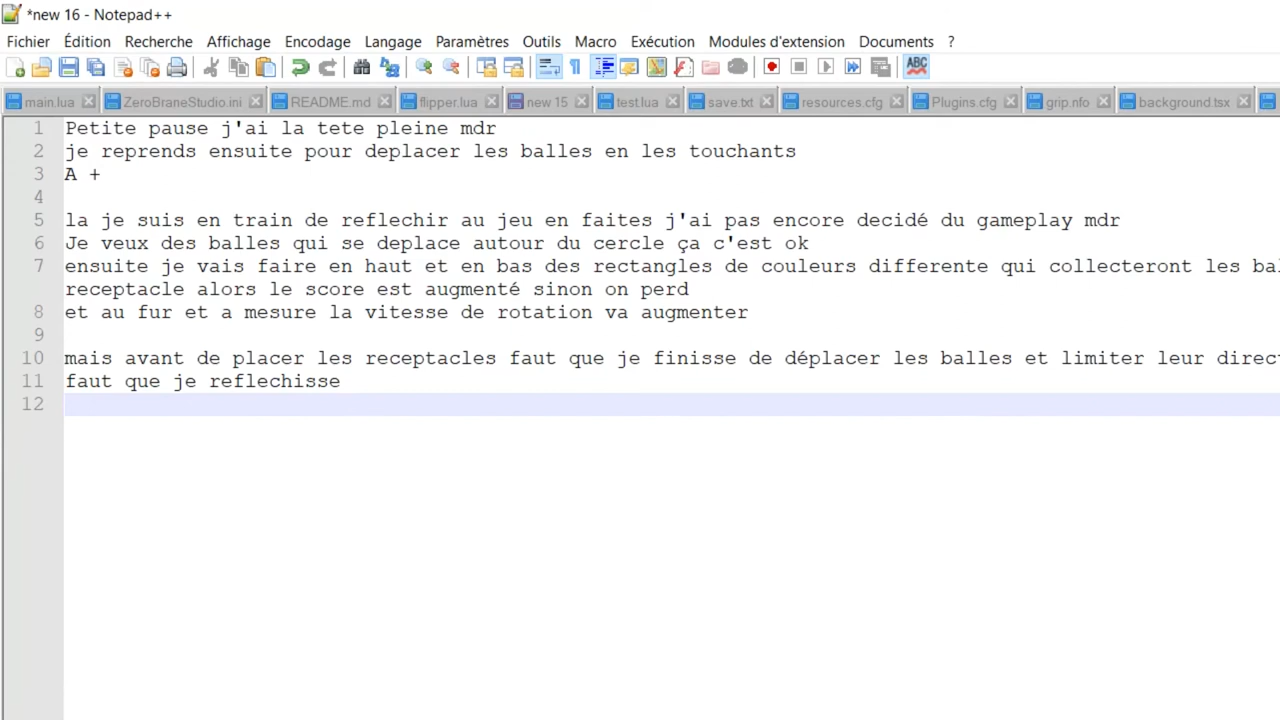 *new 16 - Notepad++
Fichier Édition Recherche Affichage Encodage Langage Paramètres Outils Macro Exécution Modules d'extension Documents ?
ABC
main.lua ZeroBraneStudio.ini README.md flipper.lua new 15 test.lua save.txt resources.cfg Plugins.cfg grip.nfo background.tsx
1 Petite pause j'ai la tete pleine mdr
2 je reprends ensuite pour deplacer les balles en les touchants
3 A +
4
5 la je suis en train de reflechir au jeu en faites j'ai pas encore decidé du gameplay mdr
6 Je veux des balles qui se deplace autour du cercle ça c'est ok
7 ensuite je vais faire en haut et en bas des rectangles de couleurs differente qui collecteront les
receptacle alors le score est augmenté sinon on perd
8 et au fur et a mesure la vitesse de rotation va augmenter
9
10 mais avant de placer les receptacles faut que je finisse de déplacer les balles et limiter leur
11 faut que je reflechisse
12